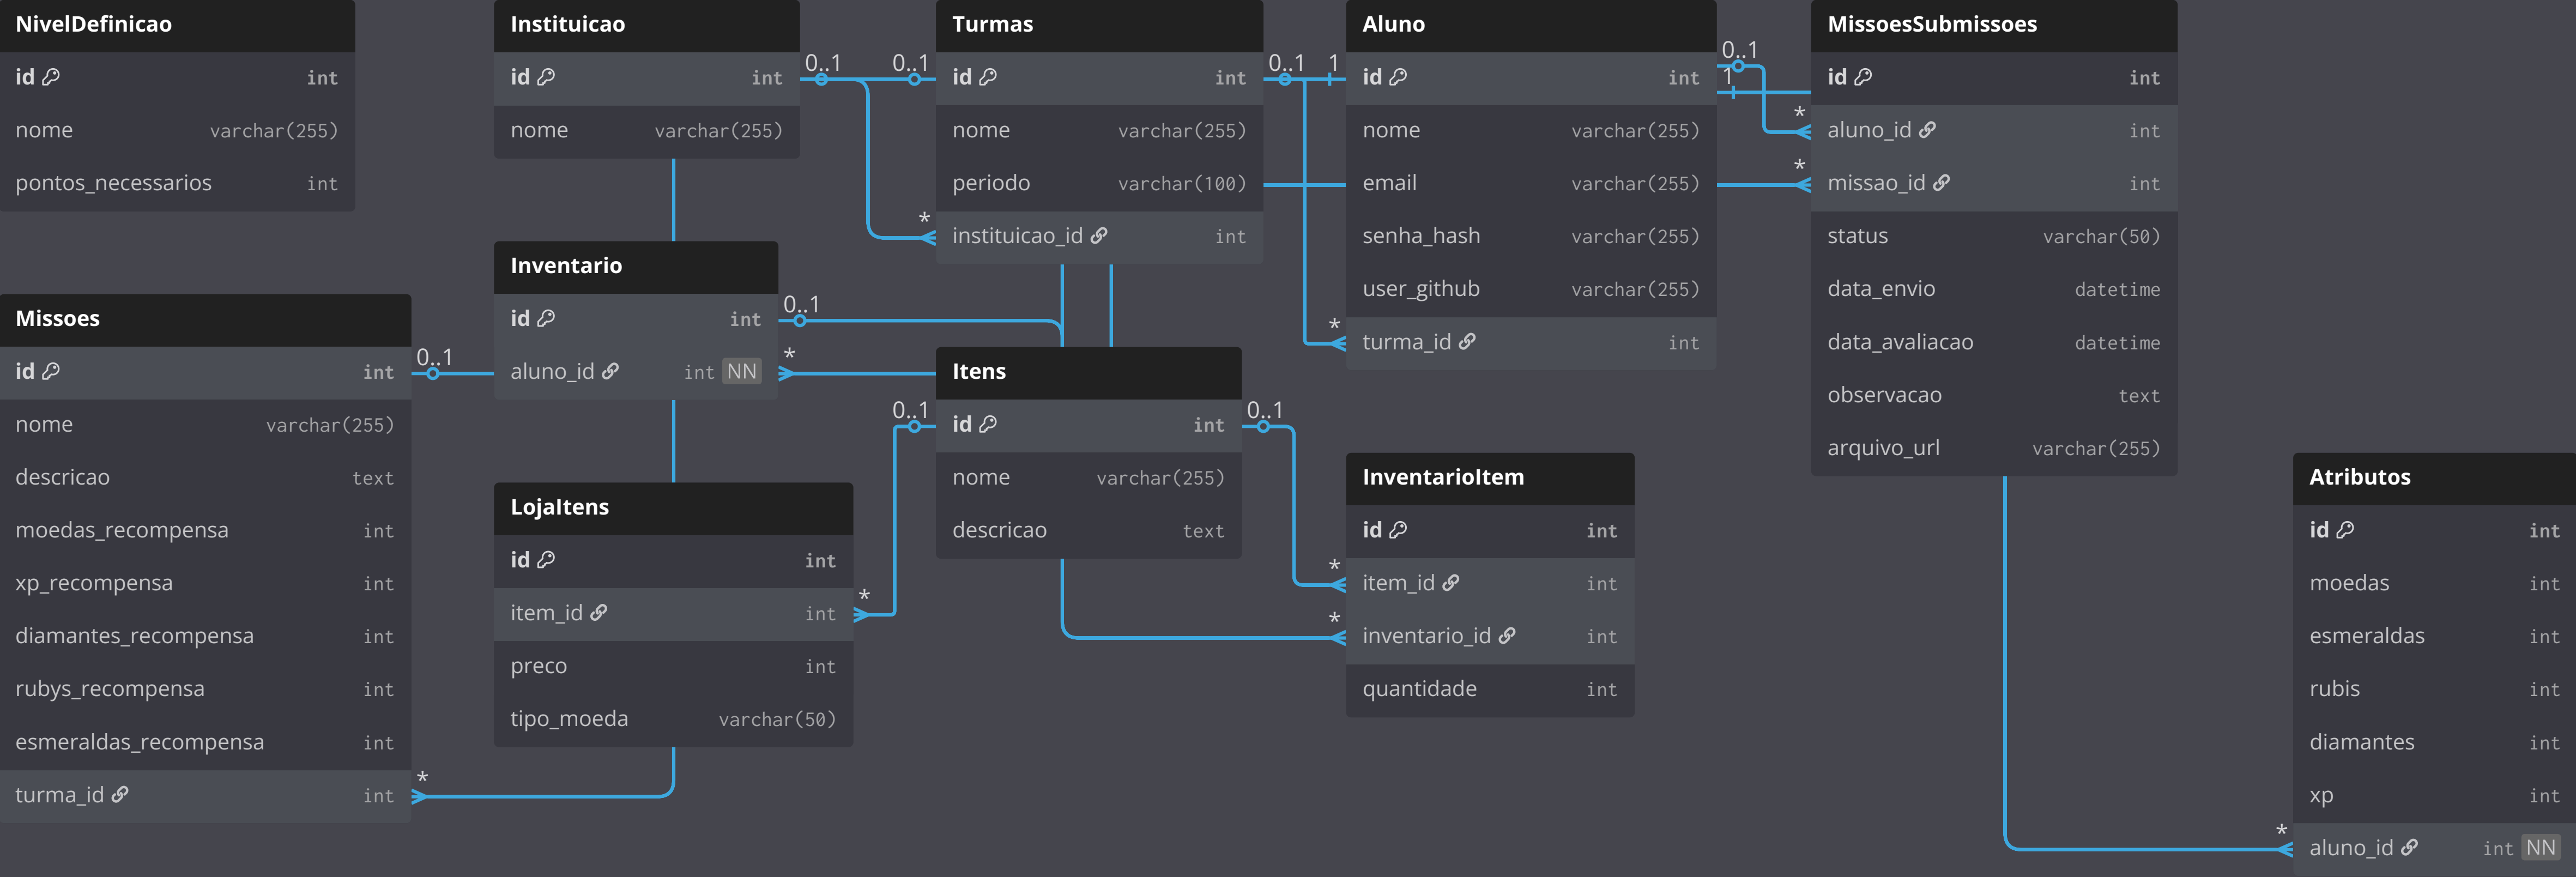 NivelDefinicao
id int
nome varchar(255)
pontos_necessarios int
Instituicao
id int
nome varchar(255)
0..1
0..1
*
Turmas
id int
nome varchar(255)
periodo varchar(100)
instituicao_id int
0..1
1
*
Aluno
id int
nome varchar(255)
email varchar(255)
senha_hash varchar(255)
user_github varchar(255)
turma_id int
0..1
1
*
*
MissoesSubmissoes
id int
aluno_id int
missao_id int
status varchar(50)
data_envio datetime
data_avaliacao datetime
observacao text
arquivo_url varchar(255)
Missoes
id int
nome varchar(255)
descricao text
moedas_recompensa int
xp_recompensa int
diamantes_recompensa int
rubys_recompensa int
esmeraldas_recompensa int
turma_id int
0..1
*
Inventario
id int
aluno_id int NN
0..1
*
LojaItens
id int
item_id int
preco int
tipo_moeda varchar(50)
*
0..1
Itens
id int
nome varchar(255)
descricao text
0..1
*
*
InventarioItem
id int
item_id int
inventario_id int
quantidade int
Atributos
id int
moedas int
esmeraldas int
rubis int
diamantes int
xp int
aluno_id int NN
*